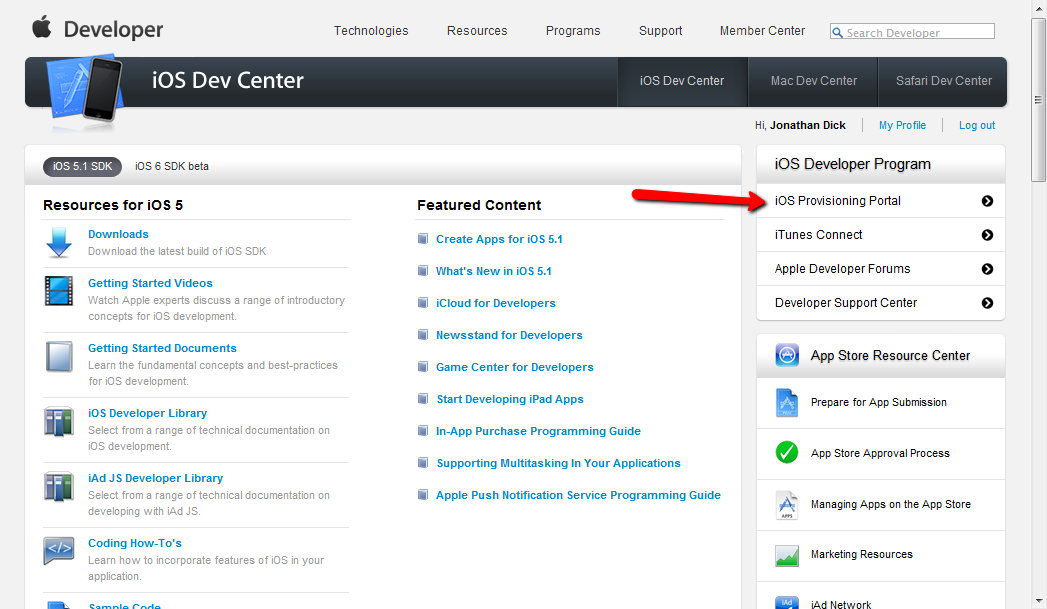 Developer
Technologies
Resources
Programs
Support
Member Center
Search Developer
iOS Dev Center
iOS Dev Center
Mac Dev Center
Safari Dev Center
Hi, Jonathan Dick
My Profile
Log out
iOS 5.1 SDK
iOS 6 SDK beta
Resources for iOS 5
Downloads
Download the latest build of iOS SDK
Getting Started Videos
Watch Apple experts discuss a range of introductory
concepts for iOS development.
Getting Started Documents
Learn the fundamental concepts and best-practices
for iOS development.
iOS Developer Library
Select from a range of technical documentation on
iOS development.
iAd JS Developer Library
Select from a range of technical documentation on
developing with iAd JS.
Coding How-To's
Learn how to incorporate features of iOS in your
application.
Sample Code
Featured Content
Create Apps for iOS 5.1
What's New in iOS 5.1
iCloud for Developers
Newsstand for Developers
Game Center for Developers
Start Developing iPad Apps
In-App Purchase Programming Guide
Supporting Multitasking In Your Applications
Apple Push Notification Service Programming Guide
iOS Developer Program
iOS Provisioning Portal
iTunes Connect
Apple Developer Forums
Developer Support Center
App Store Resource Center
Prepare for App Submission
App Store Approval Process
APPS
Managing Apps on the App Store
Marketing Resources
iAd
iAd Network